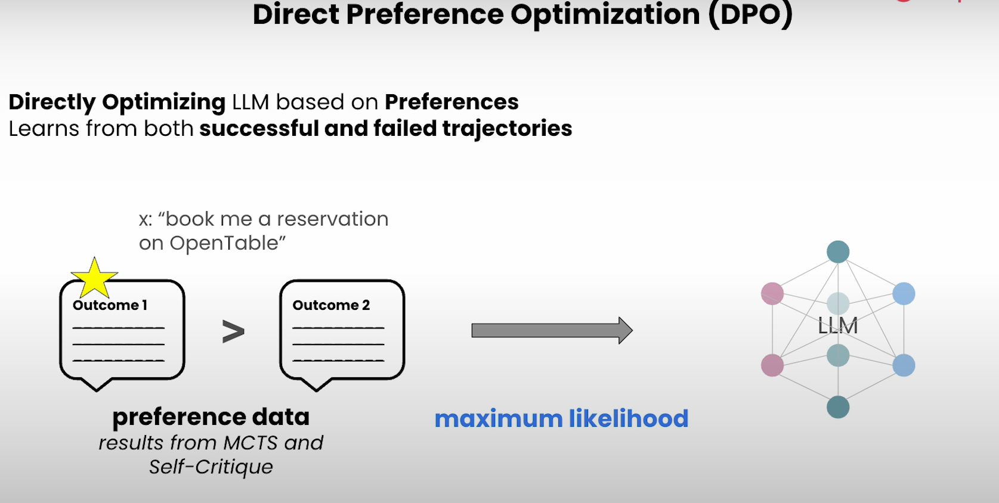 Direct Preference Optimization (DPO)
Directly Optimizing LLM based on Preferences
Learns from both successful and failed trajectories
x: “book me a reservation
on OpenTable”
Outcome 1
>
Outcome 2
LLM
preference data
results from MCTS and
Self-Critique
maximum likelihood